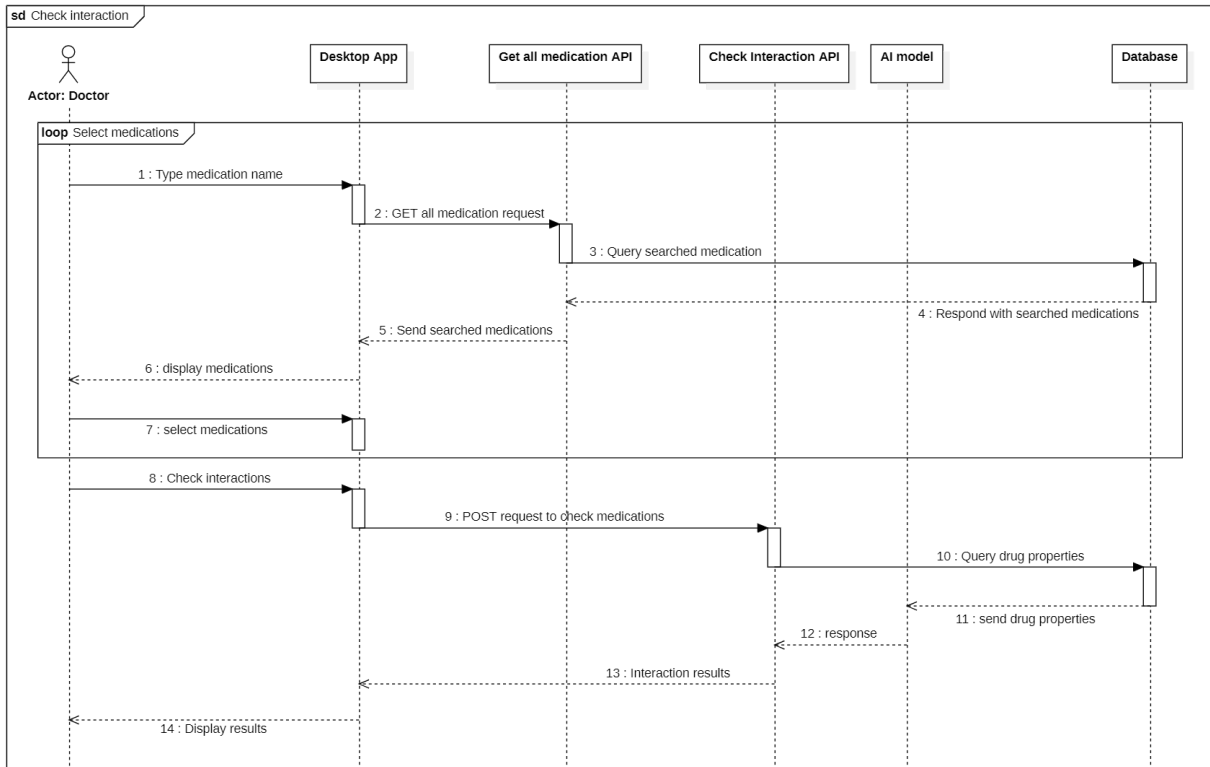 sd Check interaction
Actor: Doctor
Desktop App
Get all medication API
Check Interaction API
AI model
Database
loop Select medications
1 : Type medication name
2 : GET all medication request
3 : Query searched medication
4 : Respond with searched medications
5 : Send searched medications
6 : display medications
7 : select medications
8 : Check interactions
9 : POST request to check medications
10 : Query drug properties
11 : send drug properties
12 : response
13 : Interaction results
14 : Display results